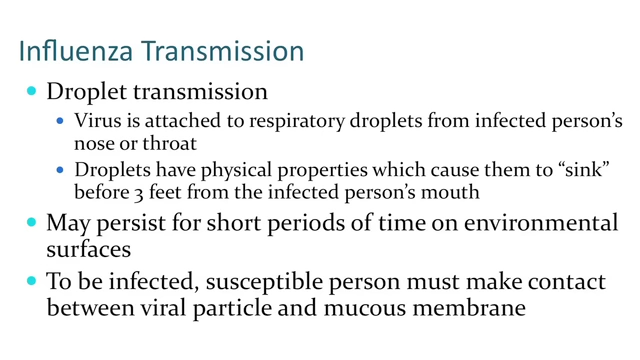 Influenza Transmission
• Droplet transmission
• Virus is attached to respiratory droplets from infected person’s
nose or throat
• Droplets have physical properties which cause them to “sink”
before 3 feet from the infected person’s mouth
• May persist for short periods of time on environmental
surfaces
• To be infected, susceptible person must make contact
between viral particle and mucous membrane